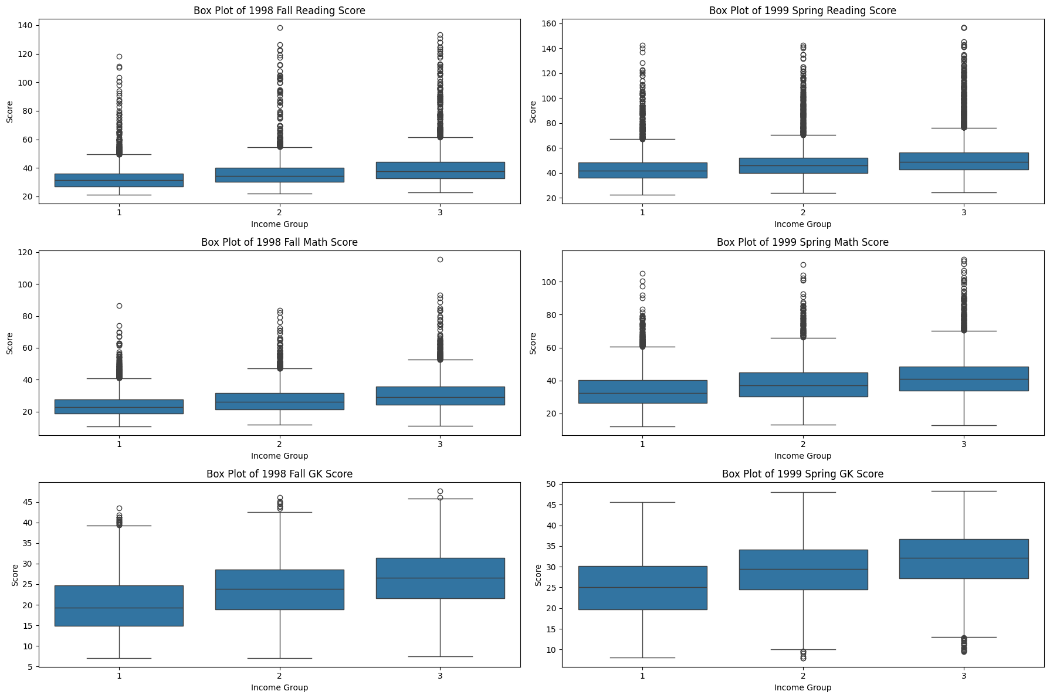 Box Plot of 1998 Fall Reading Score
Score
140
120
100
80
60
40
20
1 2 3
Income Group
Box Plot of 1999 Spring Reading Score
Score
160
140
120
100
80
60
40
20
1 2 3
Income Group
Box Plot of 1998 Fall Math Score
Score
120
100
80
60
40
20
1 2 3
Income Group
Box Plot of 1999 Spring Math Score
Score
100
80
60
40
20
1 2 3
Income Group
Box Plot of 1998 Fall GK Score
Score
45
40
35
30
25
20
15
10
5
1 2 3
Income Group
Box Plot of 1999 Spring GK Score
Score
50
45
40
35
30
25
20
15
10
1 2 3
Income Group